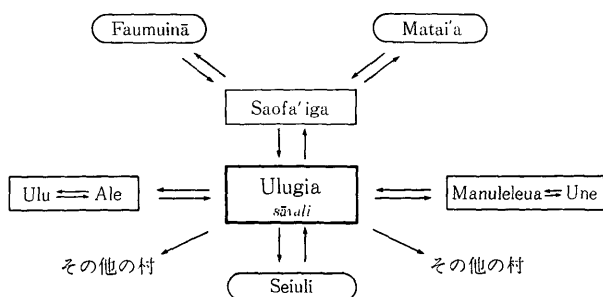 Faumuinā Matai'a
Saofa'iga
Ulu Ale Ulugia Manuleleua Une
sāvali
その他の村 その他の村
Seiuli